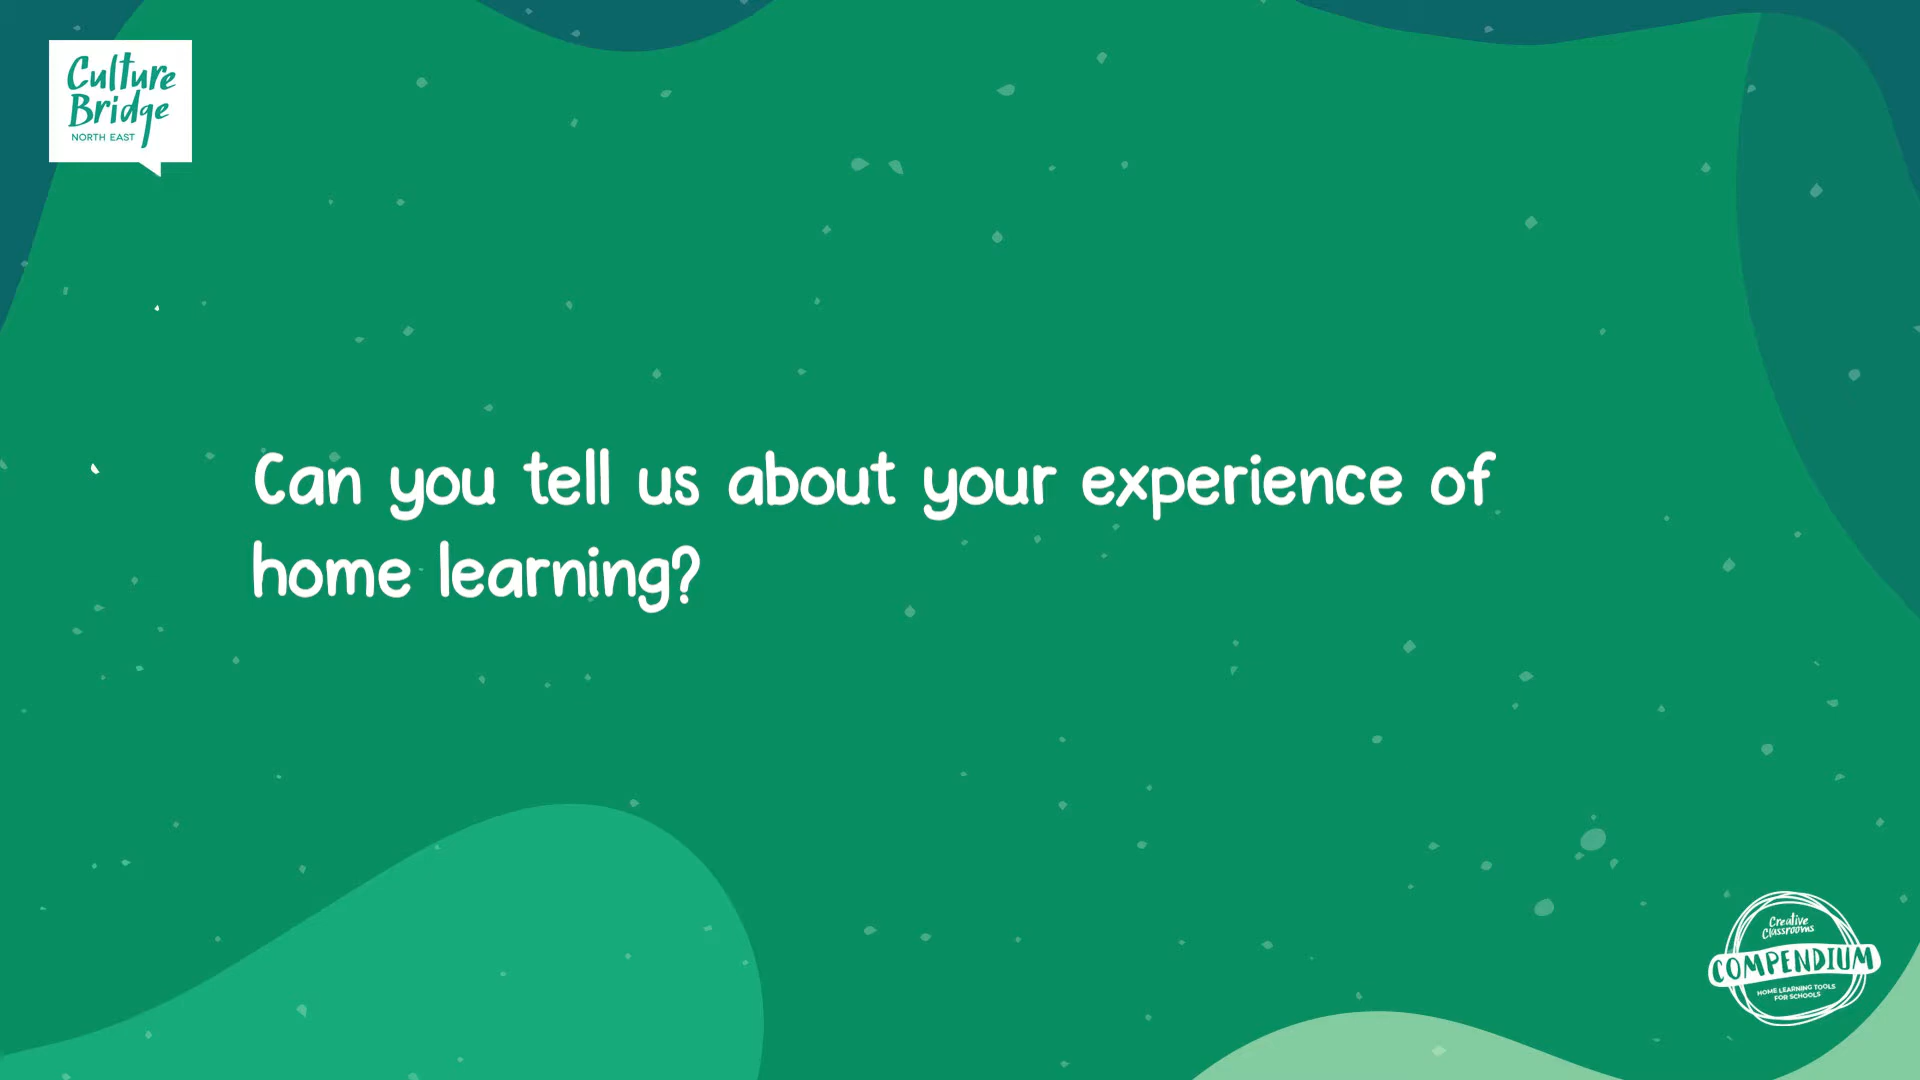 Culture
Bridge
NORTH EAST
Can you tell us about your experience of
home learning?
Creative
Classrooms
COMPENDIUM
HOME LEARNING TOOLS
FOR SCHOOLS